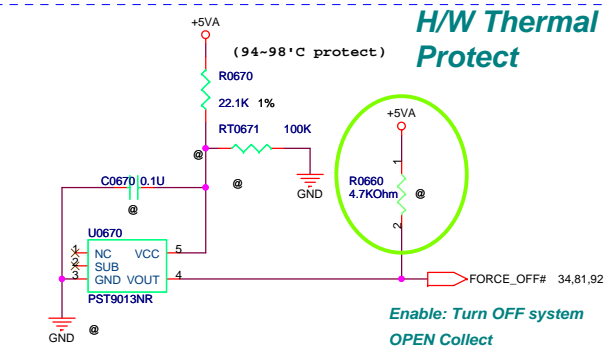 H/W Thermal
Protect
+5VA
(94~98'C protect)
R0670
22.1K 1%
+5VA
RT0671 100K
@
@
GND
C0670 0.1U
@
R0660
4.7KOhm
@
1
2
U0670
1 NC VCC 5
2 SUB
3 GND VOUT 4
PST9013NR
FORCE_OFF# 34,81,92
GND
@
Enable: Turn OFF system
OPEN Collect